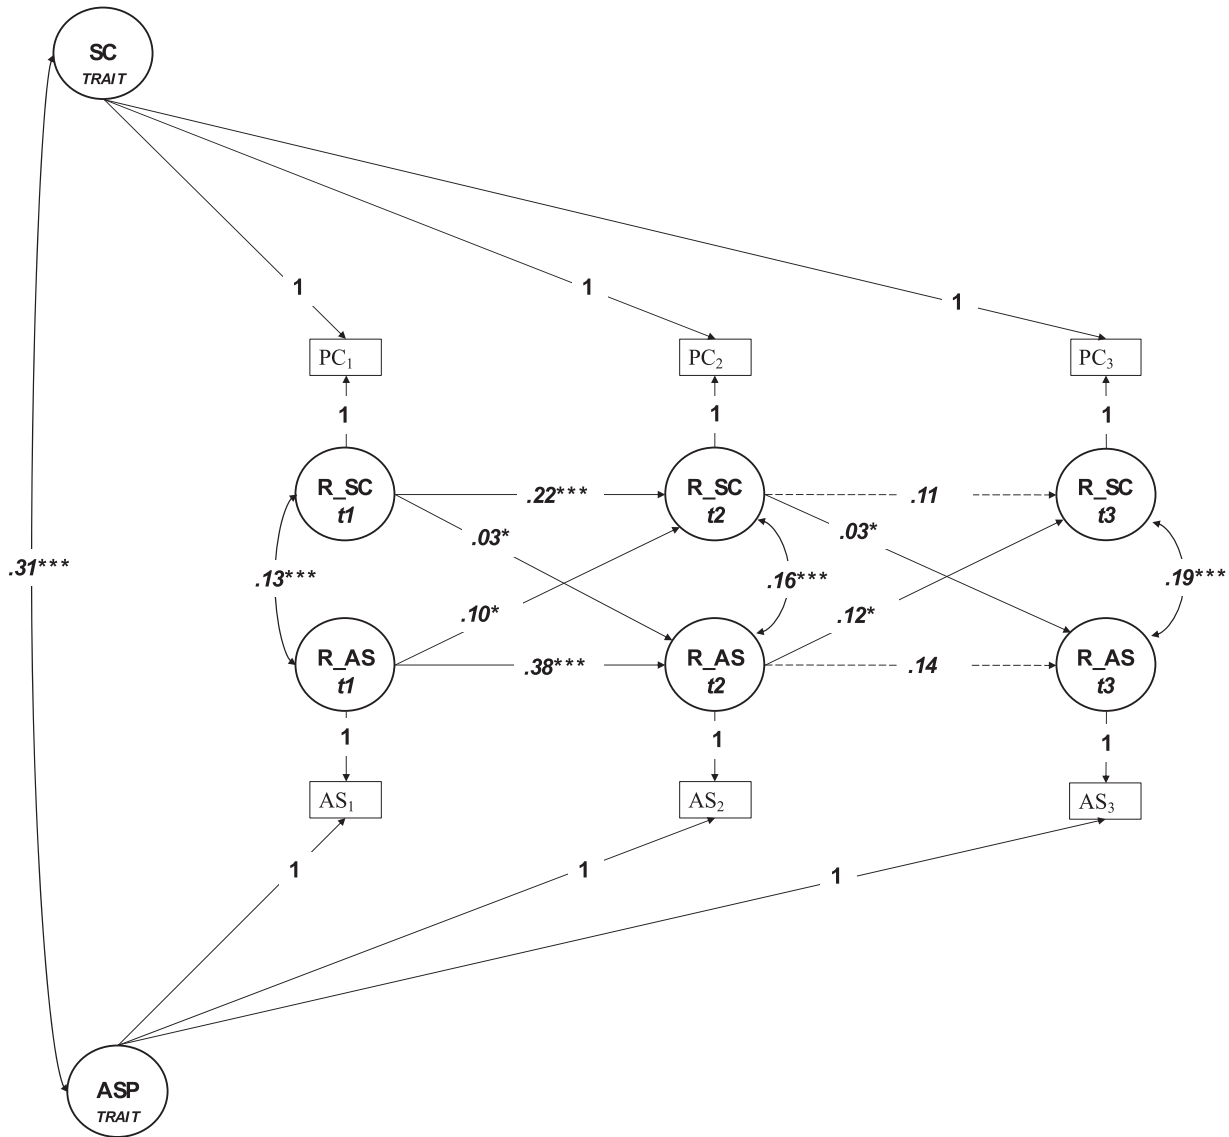 SC
TRAIT
1
1
1
PC₁
PC₂
PC₃
1
1
1
R_SC
t1
.22***
R_SC
t2
.11
R_SC
t3
.03*
.03*
.31***
.13***
.16***
.19***
.10*
.12*
R_AS
t1
.38***
R_AS
t2
.14
R_AS
t3
1
1
1
AS₁
AS₂
AS₃
1
1
1
ASP
TRAIT